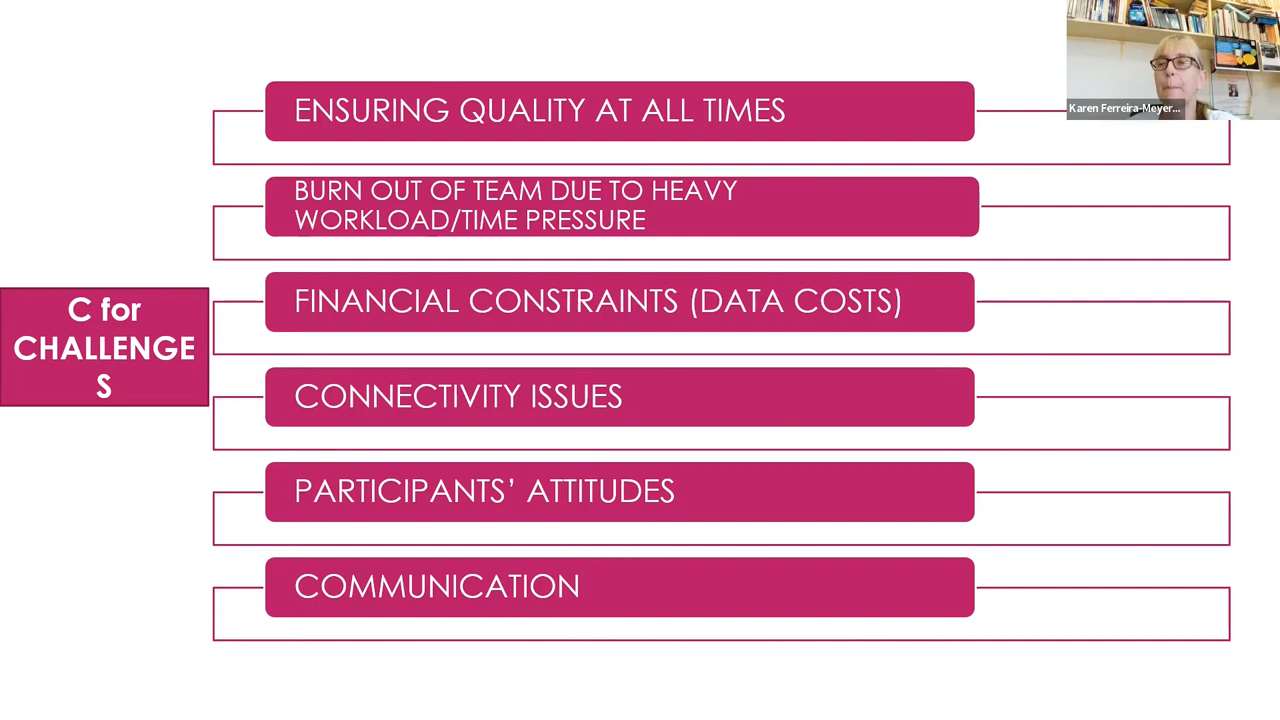 ENSURING QUALITY AT ALL TIMES
Karen Ferreira-Meyer...
BURN OUT OF TEAM DUE TO HEAVY
WORKLOAD/TIME PRESSURE
FINANCIAL CONSTRAINTS (DATA COSTS)
C for
CHALLENGE
S
CONNECTIVITY ISSUES
PARTICIPANTS’ ATTITUDES
COMMUNICATION